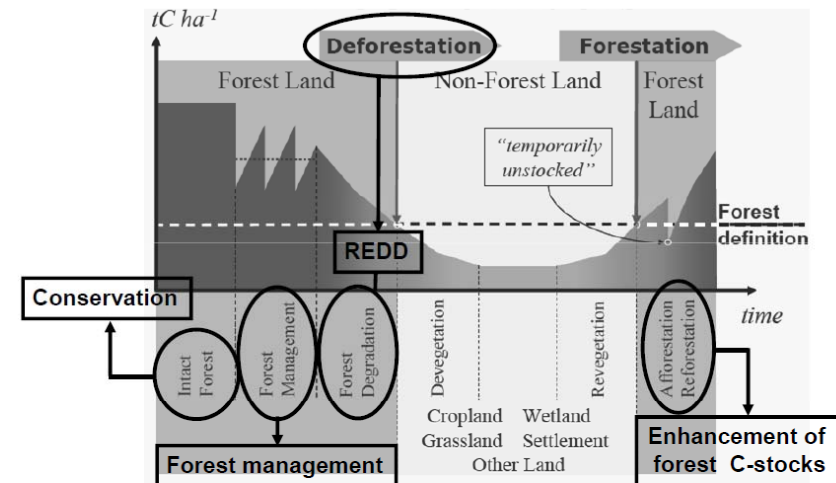 tC ha⁻¹
Deforestation
Forestation
Forest Land
Non-Forest Land
Forest
Land
"temporarily
unstocked"
Forest
definition
REDD
Conservation
time
Intact
Forest
Forest
Management
Forest
Degradation
Devegetation
Revegetation
Afforestation
Reforestation
Cropland
Wetland
Grassland
Settlement
Other Land
Forest management
Enhancement of
forest C-stocks